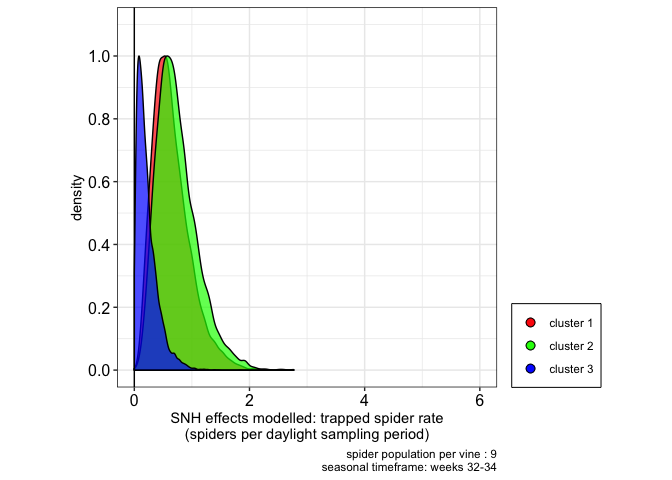 1.0
0.8
0.6
0.4
0.2
0.0
density
0 2 4 6
SNH effects modelled: trapped spider rate
(spiders per daylight sampling period)
spider population per vine : 9
seasonal timeframe: weeks 32-34
cluster 1
cluster 2
cluster 3